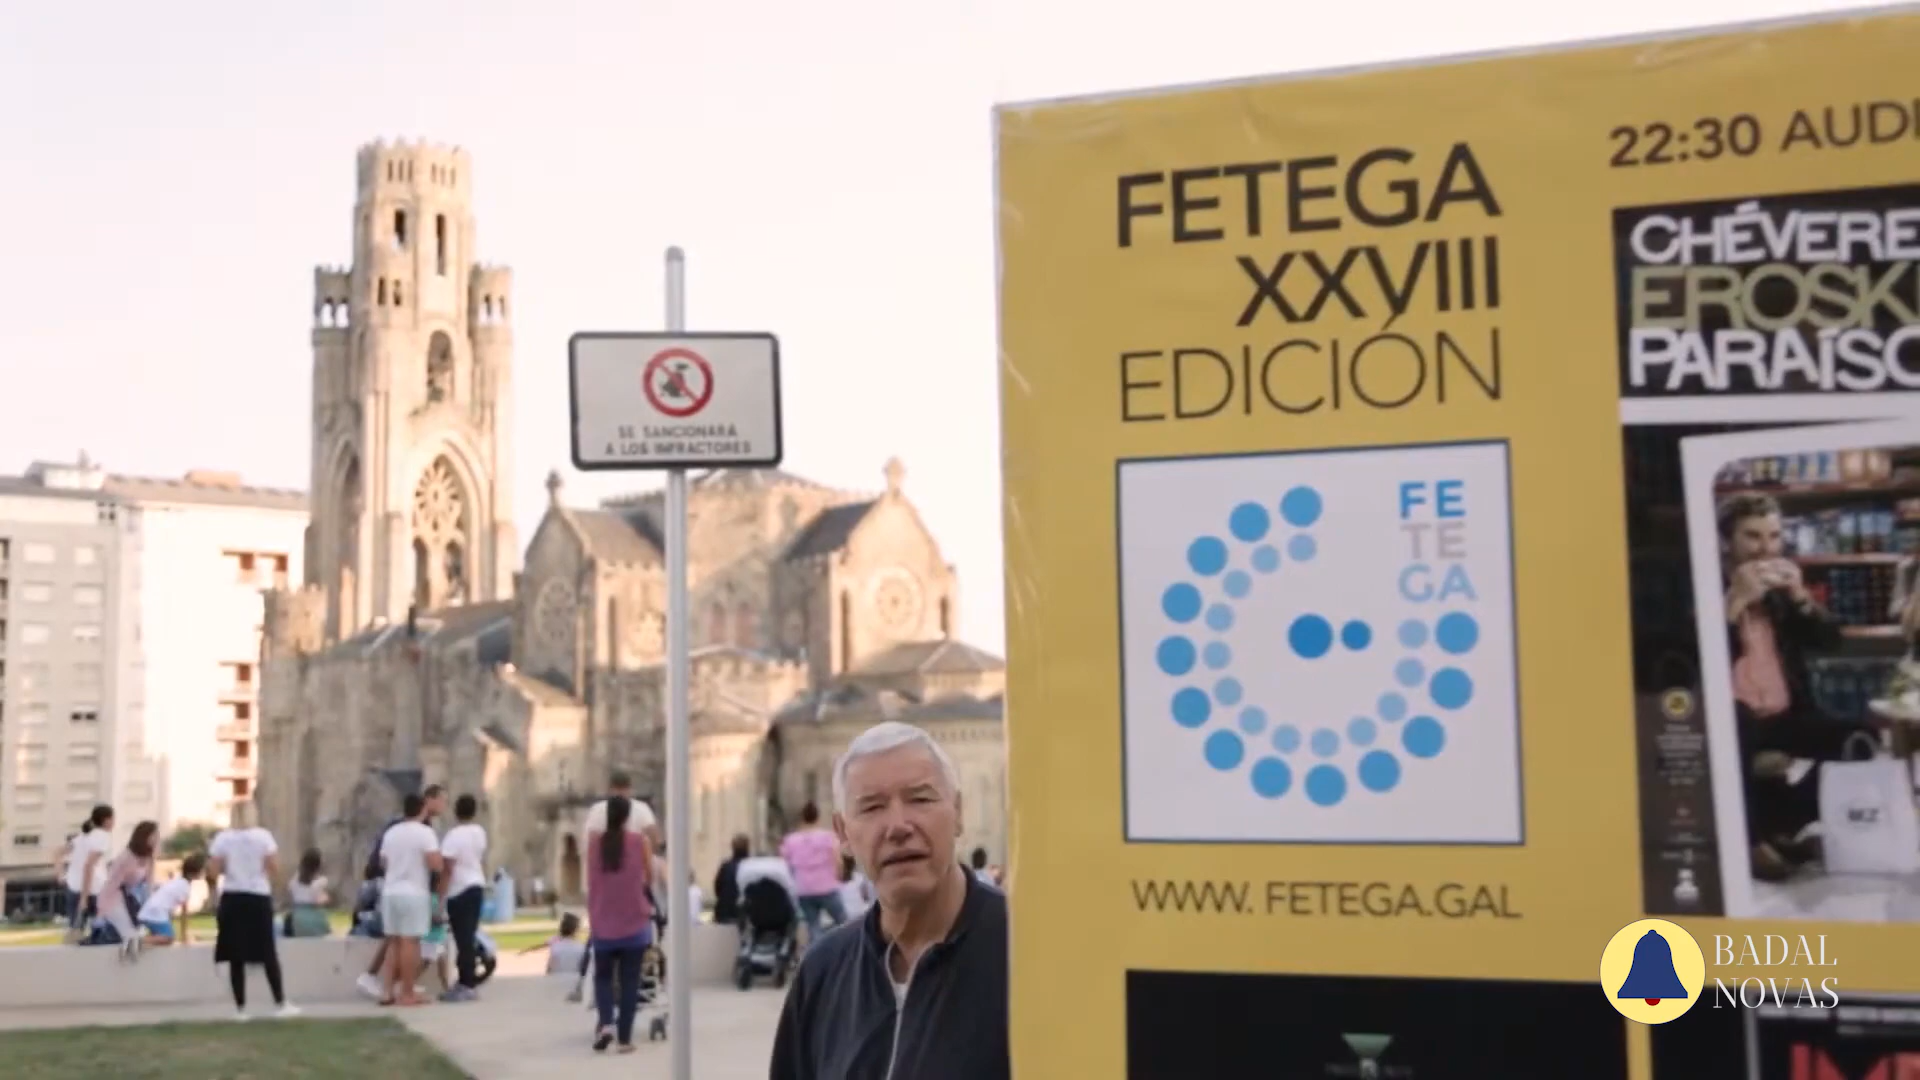 SE SANCIONARÁ
A LOS INFRACTORES
FETEGA
XXVIII
EDICIÓN
FE
TE
GA
WWW. FETEGA.GAL
22:30 AUDI
CHÉVERE
EROSKI
PARAÍSO
BADAL
NOVAS